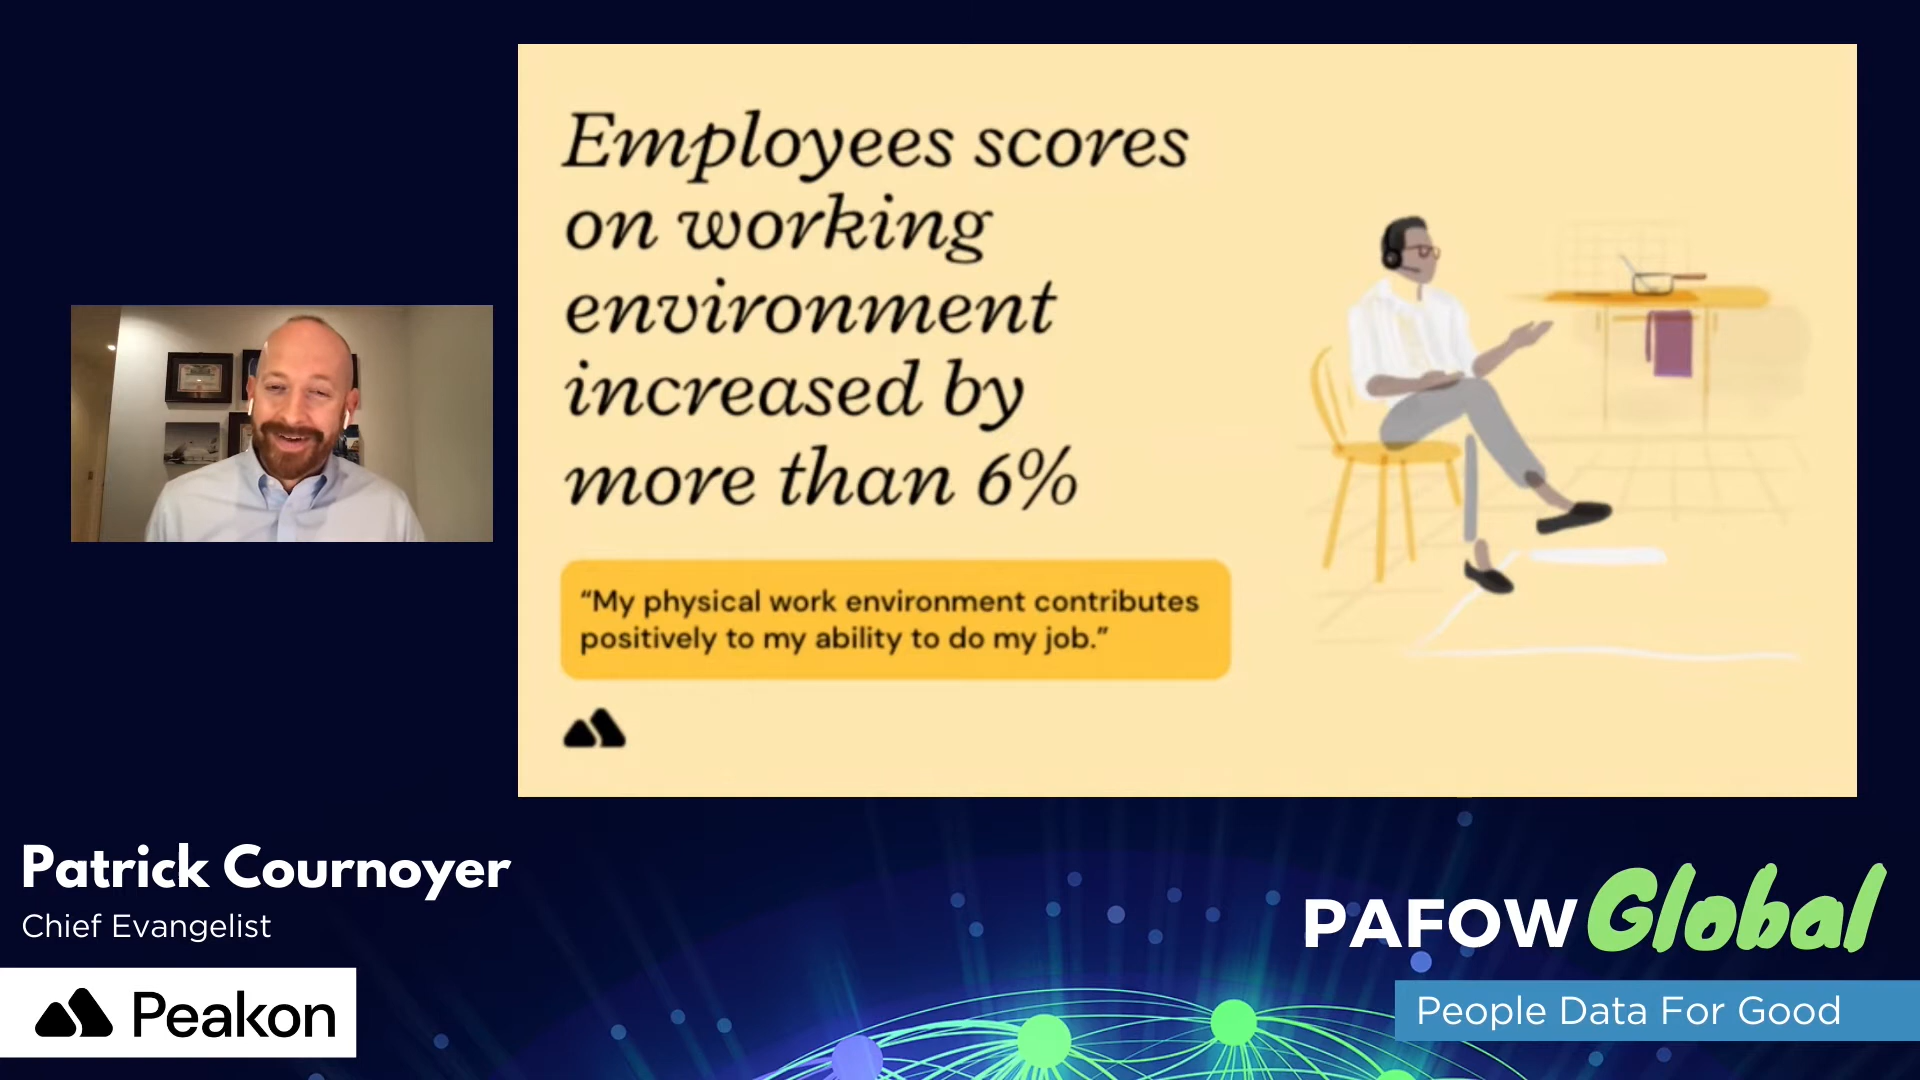 Employees scores
on working
environment
increased by
more than 6%
“My physical work environment contributes
positively to my ability to do my job.”
Patrick Cournoyer
Chief Evangelist
Peakon
PAFOW Global
People Data For Good